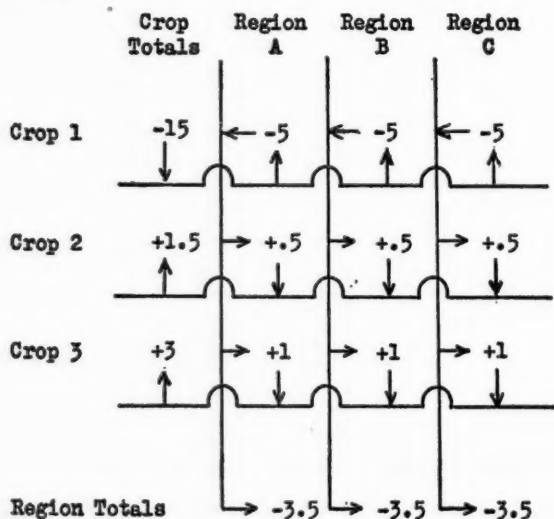 Crop Region Region Region
Totals A B C
Crop 1 -15 -5 -5 -5
Crop 2 +1.5 +.5 +.5 +.5
Crop 3 +3 +1 +1 +1
Region Totals -3.5 -3.5 -3.5